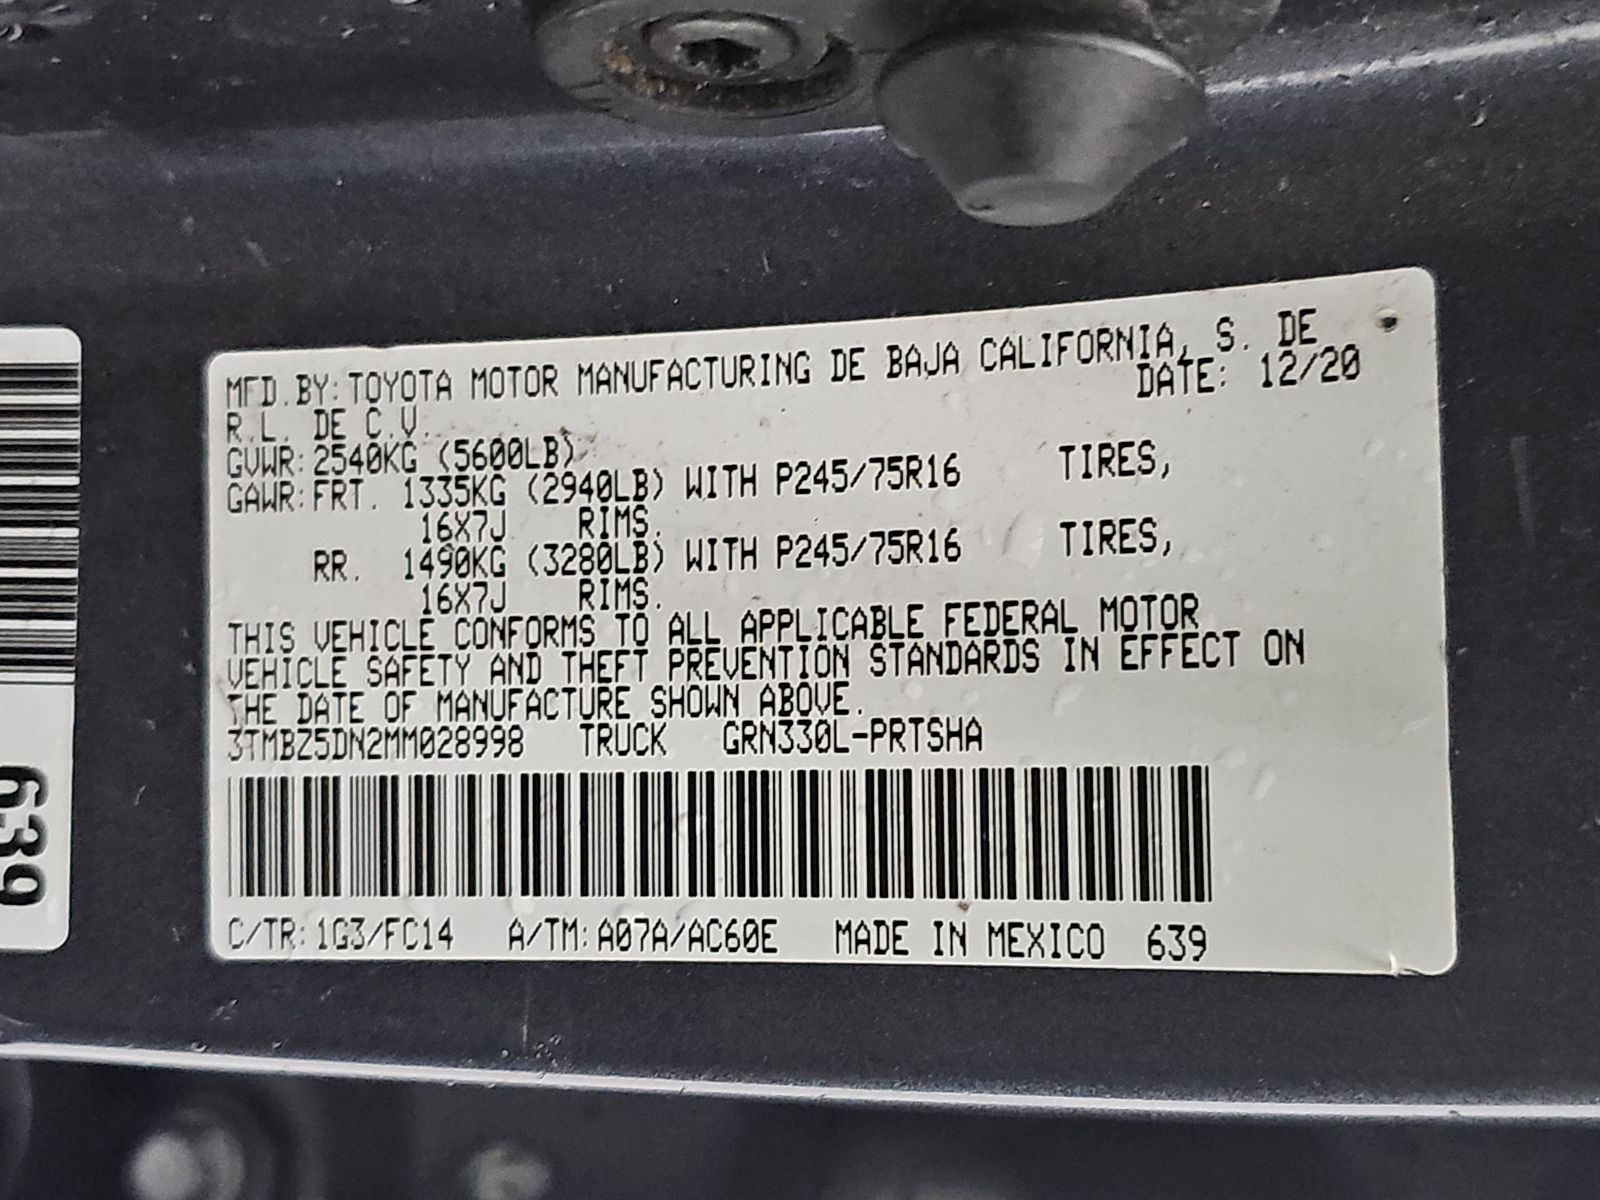 MFD.BY:TOYOTA MOTOR MANUFACTURING DE BAJA CALIFORNIA, S. DE
R.L. DE C.V. DATE: 12/20
GVWR:2540KG (5600LB)
GAWR:FRT. 1335KG (2940LB) WITH P245/75R16 TIRES,
16X7J RIMS.
RR. 1490KG (3280LB) WITH P245/75R16 TIRES,
16X7J RIMS.
THIS VEHICLE CONFORMS TO ALL APPLICABLE FEDERAL MOTOR
VEHICLE SAFETY AND THEFT PREVENTION STANDARDS IN EFFECT ON
THE DATE OF MANUFACTURE SHOWN ABOVE.
3TMBZ5DN2MM028998 TRUCK GRN330L-PRTSHA
C/TR:1G3/FC14 A/TM:A07A/AC60E MADE IN MEXICO 639
639